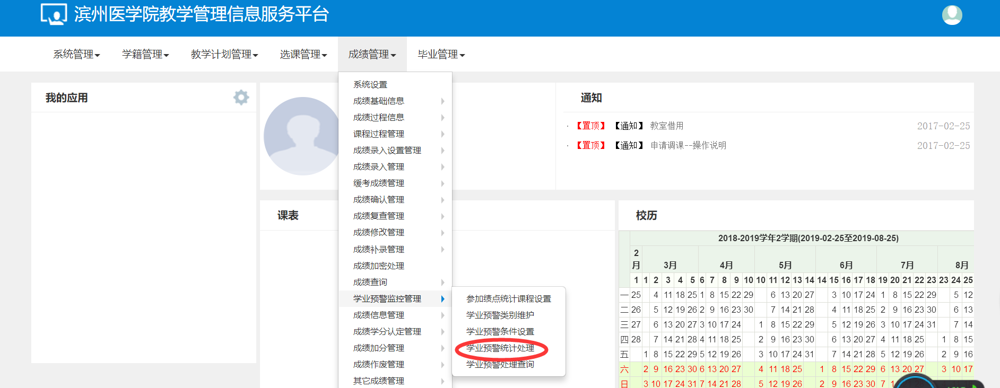 滨州医学院教学管理信息服务平台
系统管理 学籍管理 教学计划管理 选课管理 成绩管理 毕业管理
我的应用
系统设置
成绩基础信息
成绩过程信息
课程过程管理
成绩录入设置管理
成绩录入管理
缓考成绩管理
成绩确认管理
成绩复查管理
成绩修改管理
成绩补录管理
成绩加密处理
成绩查询
学业预警监控管理
成绩信息管理
成绩学分认定管理
成绩加分管理
成绩作废管理
其它成绩管理
参加绩点统计课程设置
学业预警类别维护
学业预警条件设置
学业预警统计处理
学业预警处理查询
通知
· 【置顶】 【通知】 教室借用 2017-02-25
· 【置顶】 【通知】 申请调课--操作说明 2017-02-25
课表
校历
2018-2019学年2学期(2019-02-25至2019-08-25)
2月 3月 4月 5月 6月 7月 8月
1 1 2 3 4 5 6 7 8 9 10 10 11 12 13 14 14 15 16 17 18 19 20 21 22 23 23 24 25
一 25 4 11 18 25 1 8 15 22 29 6 13 20 27 3 10 17 24 1 8 15 22 29 5 12
二 26 5 12 19 26 2 9 16 23 30 7 14 21 28 4 11 18 25 2 9 16 23 30 6 13
三 27 6 13 20 27 3 10 17 24 1 8 15 22 29 5 12 19 26 3 10 17 24 31 7 14
四 28 7 14 21 28 4 11 18 25 2 9 16 23 30 6 13 20 27 4 11 18 25 1 8 15
五 1 8 15 22 29 5 12 19 26 3 10 17 24 31 7 14 21 28 5 12 19 26 2 9 16
六 2 9 16 23 30 6 13 20 27 4 11 18 25 1 8 15 22 29 6 13 20 27 3 10 17
日 3 10 17 24 31 7 14 21 28 5 12 19 26 2 9 16 23 30 7